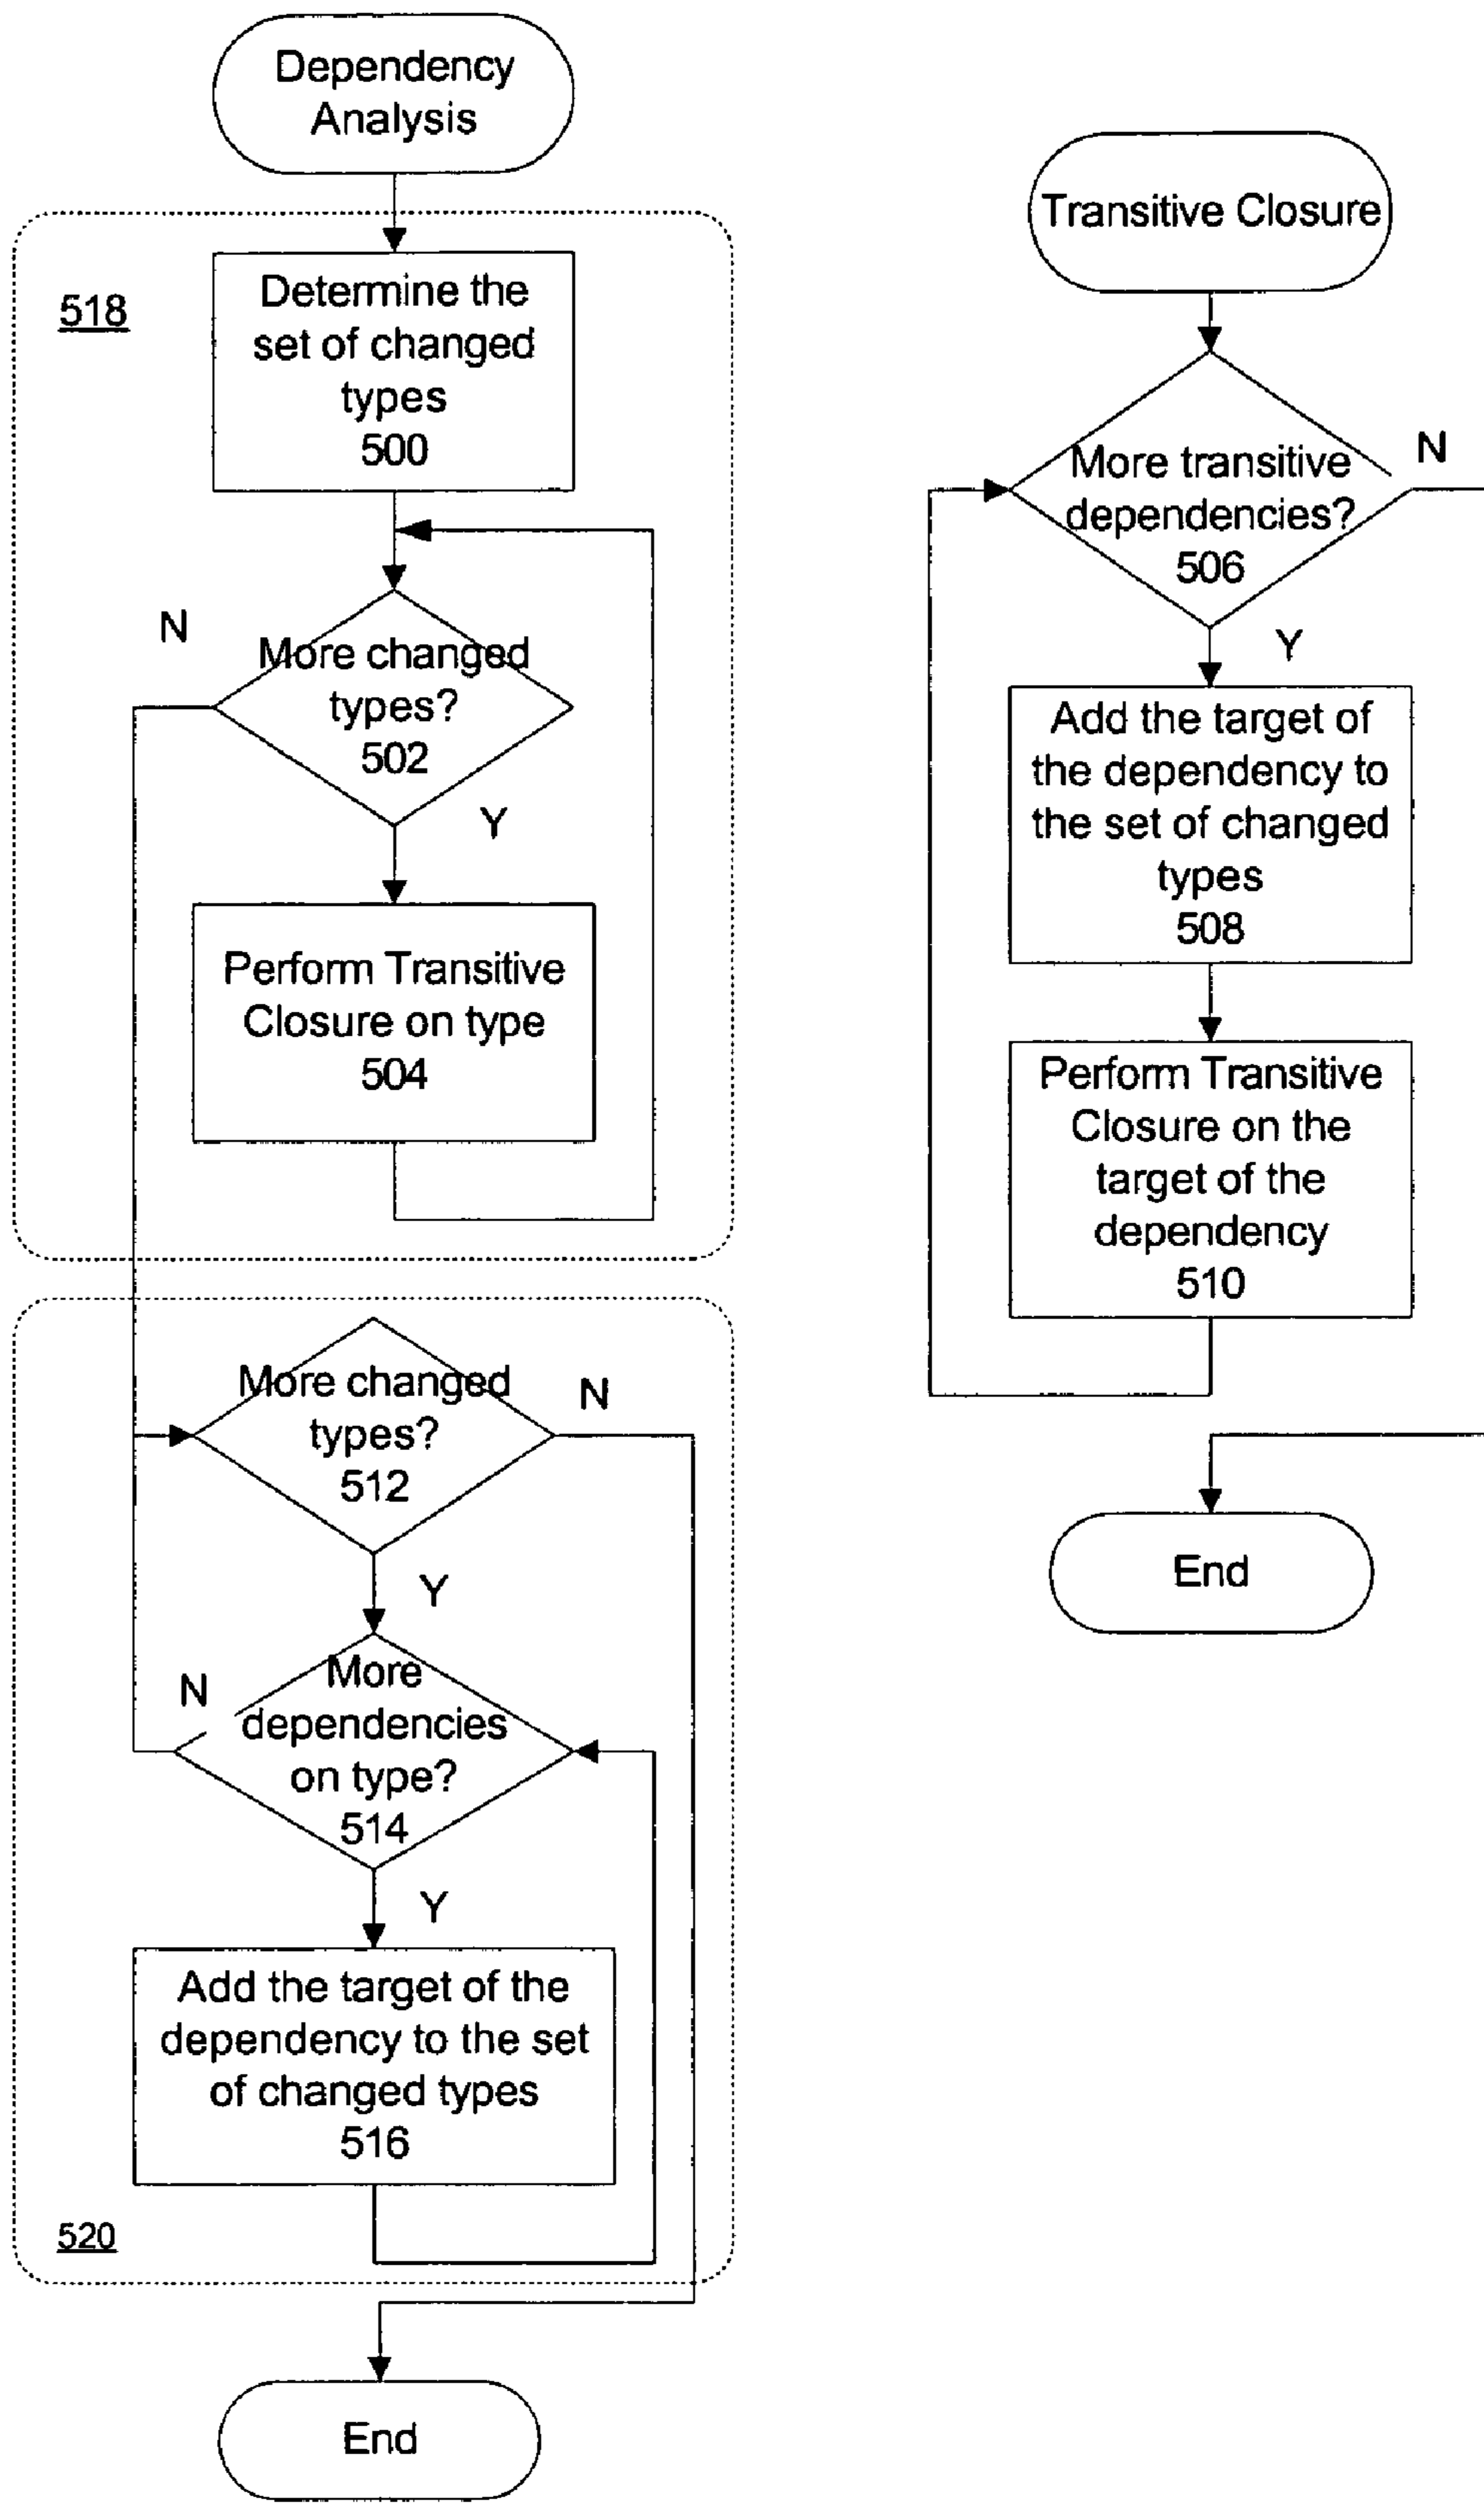 Dependency
Analysis
518
Determine the
set of changed
types
500
N
More changed
types?
502
Y
Perform Transitive
Closure on type
504
More changed
types?
512
N
Y
N
More
dependencies
on type?
514
Y
Add the target of the
dependency to the set
of changed types
516
520
End
Transitive Closure
More transitive
dependencies?
506
N
Y
Add the target of
the dependency to
the set of changed
types
508
Perform Transitive
Closure on the
target of the
dependency
510
End